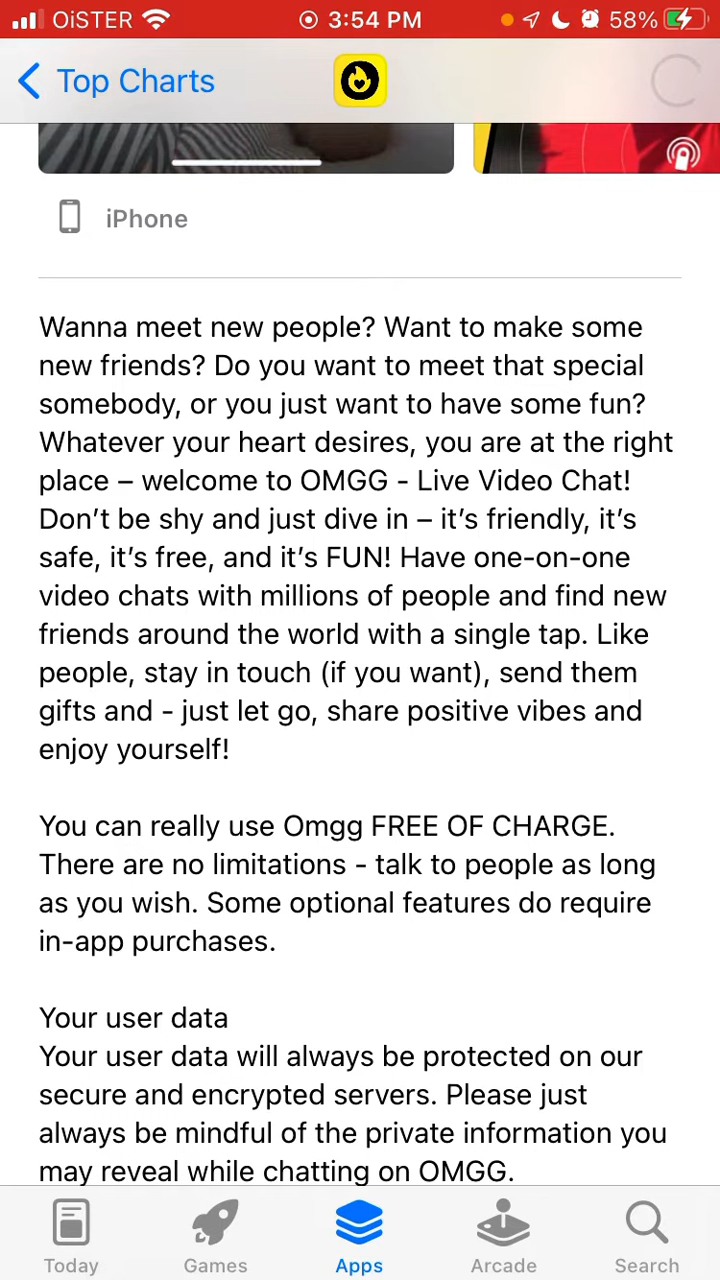 OiSTER
3:54 PM
58%
Top Charts
iPhone
Wanna meet new people? Want to make some
new friends? Do you want to meet that special
somebody, or you just want to have some fun?
Whatever your heart desires, you are at the right
place – welcome to OMGG - Live Video Chat!
Don’t be shy and just dive in – it’s friendly, it’s
safe, it’s free, and it’s FUN! Have one-on-one
video chats with millions of people and find new
friends around the world with a single tap. Like
people, stay in touch (if you want), send them
gifts and - just let go, share positive vibes and
enjoy yourself!
You can really use Omgg FREE OF CHARGE.
There are no limitations - talk to people as long
as you wish. Some optional features do require
in-app purchases.
Your user data
Your user data will always be protected on our
secure and encrypted servers. Please just
always be mindful of the private information you
may reveal while chatting on OMGG.
Today
Games
Apps
Arcade
Search